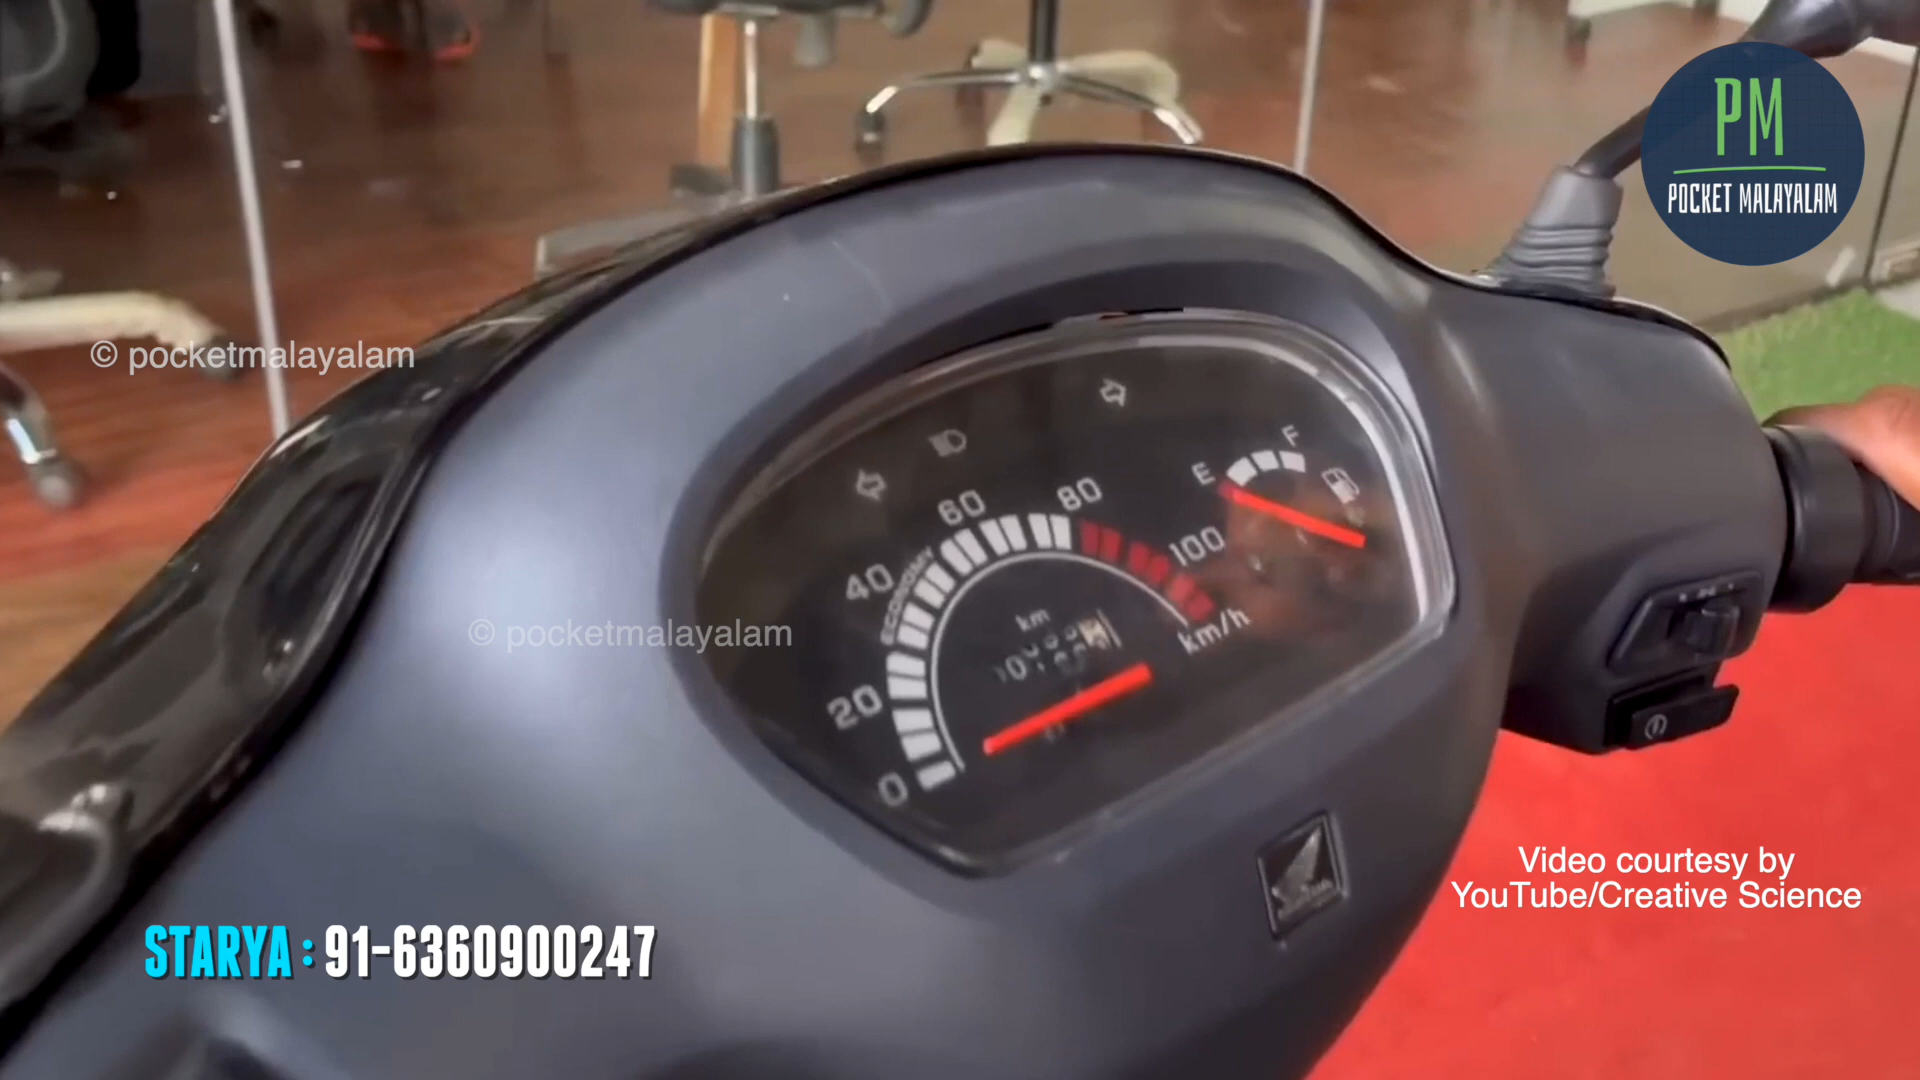 PM
POCKET MALAYALAM
© pocketmalayalam
F
E
80
60
100
40
ECONOMY
km
km/h
© pocketmalayalam
20
0
Video courtesy by
YouTube/Creative Science
STARYA : 91-6360900247